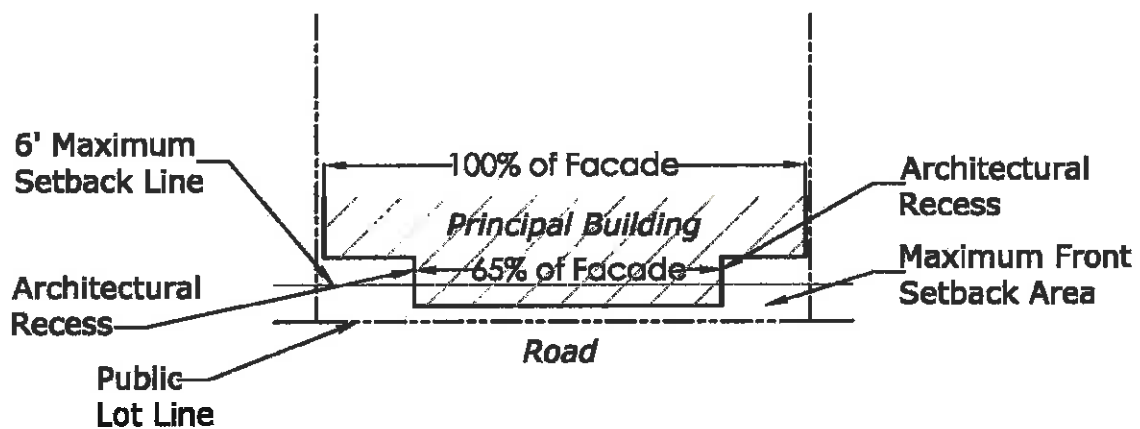 6' Maximum
Setback Line
100% of Facade
Architectural
Recess
Principal Building
65% of Facade
Maximum Front
Setback Area
Architectural
Recess
Road
Public
Lot Line